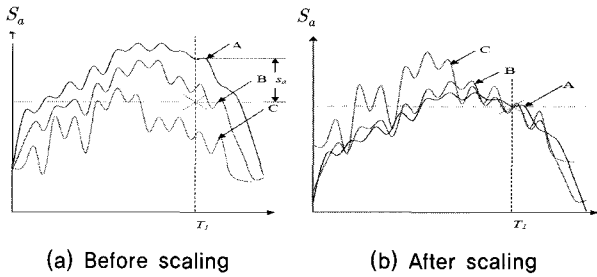 Sₐ
A
B
C
sₐ
T₁
(a) Before scaling
Sₐ
C
B
A
T₁
(b) After scaling